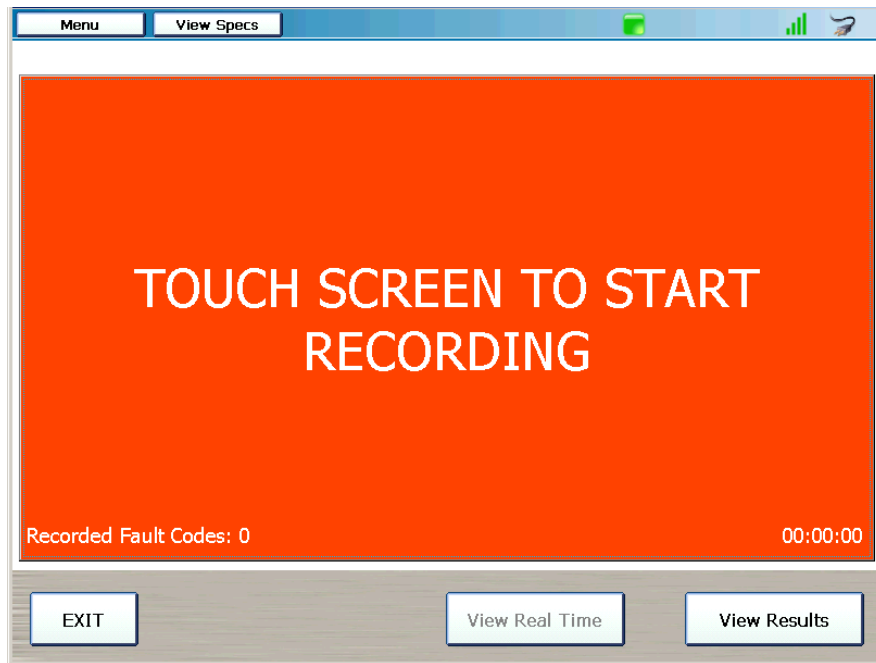 Menu
View Specs
TOUCH SCREEN TO START
RECORDING
Recorded Fault Codes: 0
00:00:00
EXIT
View Real Time
View Results